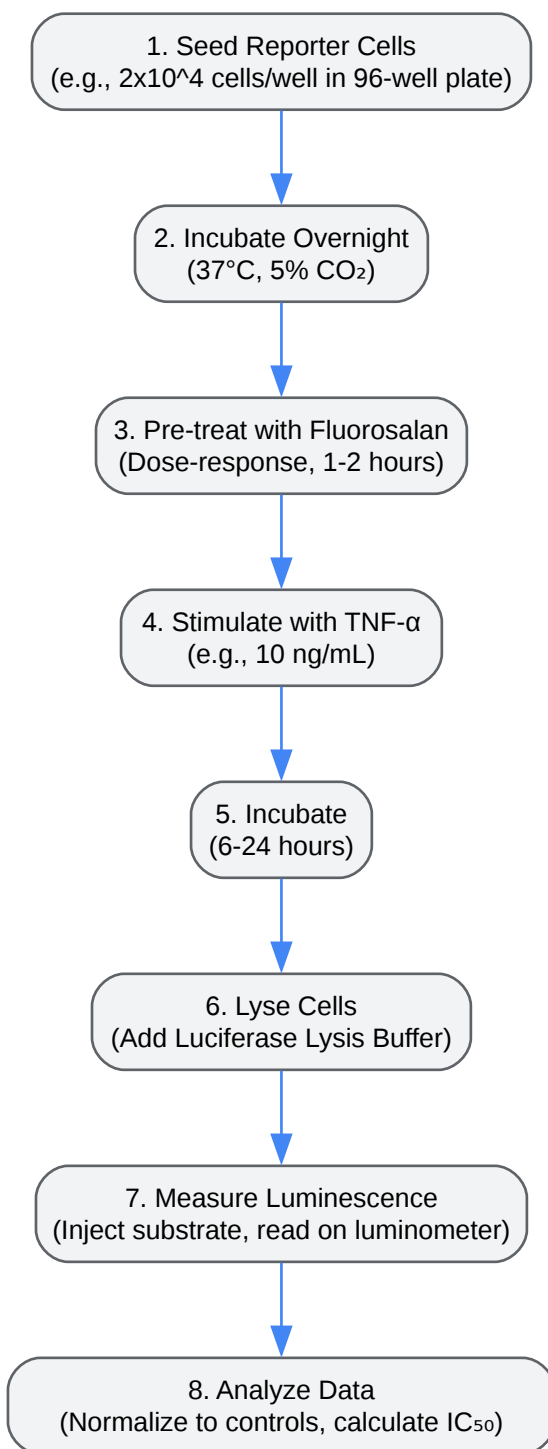 1. Seed Reporter Cells
(e.g., 2x10^4 cells/well in 96-well plate)
2. Incubate Overnight
(37°C, 5% CO₂)
3. Pre-treat with Fluorosalan
(Dose-response, 1-2 hours)
4. Stimulate with TNF-α
(e.g., 10 ng/mL)
5. Incubate
(6-24 hours)
6. Lyse Cells
(Add Luciferase Lysis Buffer)
7. Measure Luminescence
(Inject substrate, read on luminometer)
8. Analyze Data
(Normalize to controls, calculate IC₅₀)